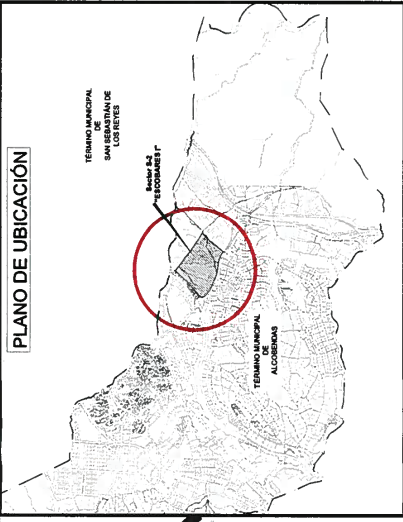 PLANO DE UBICACIÓN
TÉRMINO MUNICIPAL
DE
SAN SEBASTIÁN DE
LOS REYES
Sector S-2
"ESCOBARES I"
TÉRMINO MUNICIPAL
DE
ALCOBENDAS